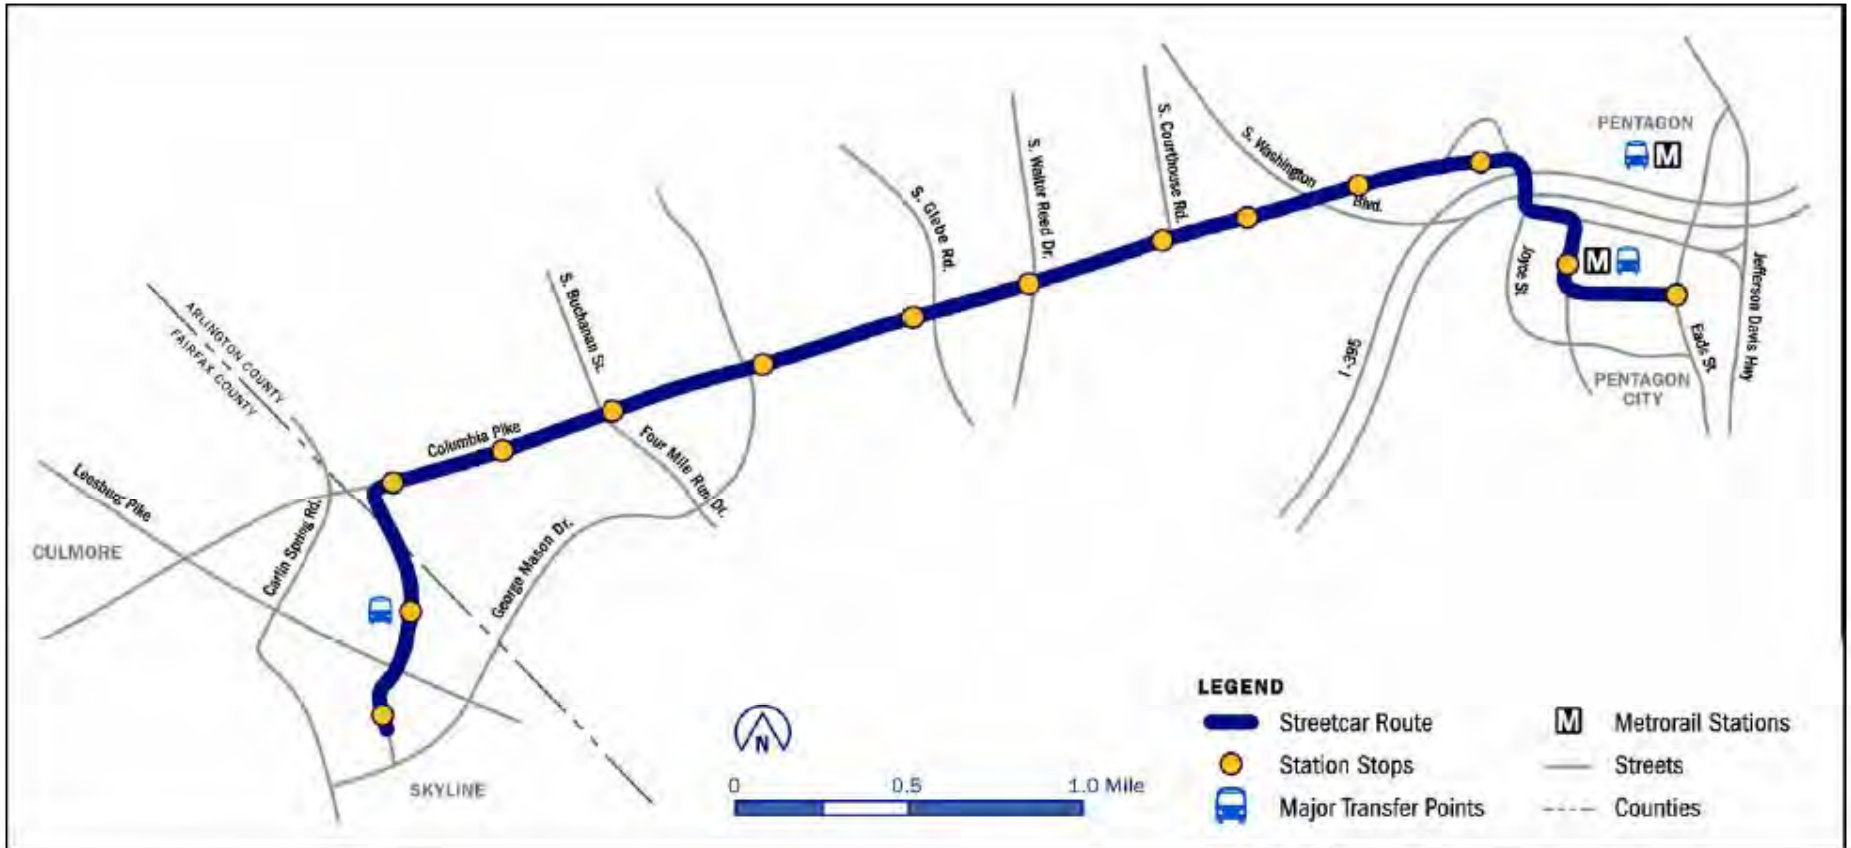 PENTAGON
M
S. Courthouse Rd.
S. Washington
Blvd.
S. Walter Reed Dr.
S. Glebe Rd.
Joyce St.
M
Jefferson Davis Hwy
Eads St.
S. Buchanan St.
ARLINGTON COUNTY
FAIRFAX COUNTY
I-395
PENTAGON
CITY
Columbia Pike
Four Mile Run Dr.
Leesburg Pike
Carlin Spring Rd.
CULMORE
George Mason Dr.
SKYLINE
N
0 0.5 1.0 Mile
LEGEND
Streetcar Route
Station Stops
Major Transfer Points
M Metrorail Stations
Streets
Counties